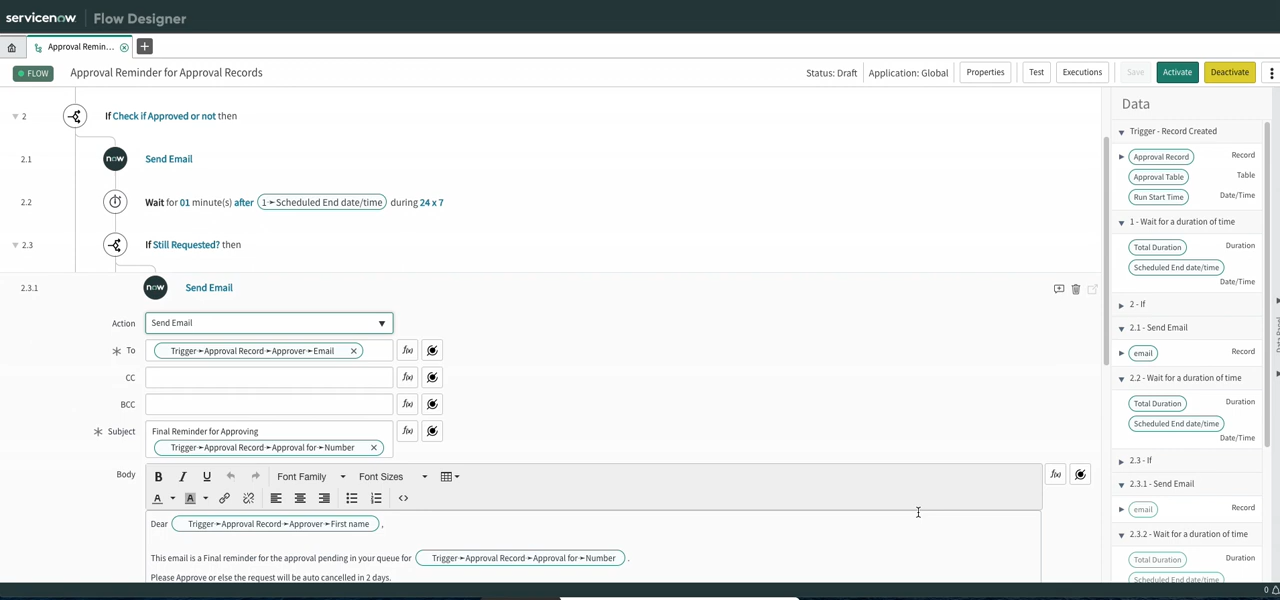 servicenow Flow Designer
Approval Remin...
FLOW Approval Reminder for Approval Records Status: Draft Application: Global Properties Test Executions Save Activate Deactivate
2 If Check if Approved or not then
2.1 now Send Email
2.2 Wait for 01 minute(s) after 1➛Scheduled End date/time during 24 x 7
2.3 If Still Requested? then
2.3.1 now Send Email
Action Send Email
To Trigger➛Approval Record➛Approver➛Email
CC
BCC
Subject Final Reminder for Approving
Trigger➛Approval Record➛Approval for➛Number
Body B I U Font Family Font Sizes
A A
Dear Trigger➛Approval Record➛Approver➛First name ,
This email is a Final reminder for the approval pending in your queue for Trigger➛Approval Record➛Approval for➛Number .
Please Approve or else the request will be auto cancelled in 2 days.
Data
Trigger - Record Created
Approval Record Record
Approval Table Table
Run Start Time Date/Time
1 - Wait for a duration of time
Total Duration Duration
Scheduled End date/time
Date/Time
2 - If
2.1 - Send Email
email Record
2.2 - Wait for a duration of time
Total Duration Duration
Scheduled End date/time
Date/Time
2.3 - If
2.3.1 - Send Email
email Record
2.3.2 - Wait for a duration of time
Total Duration Duration
Scheduled End date/time
0